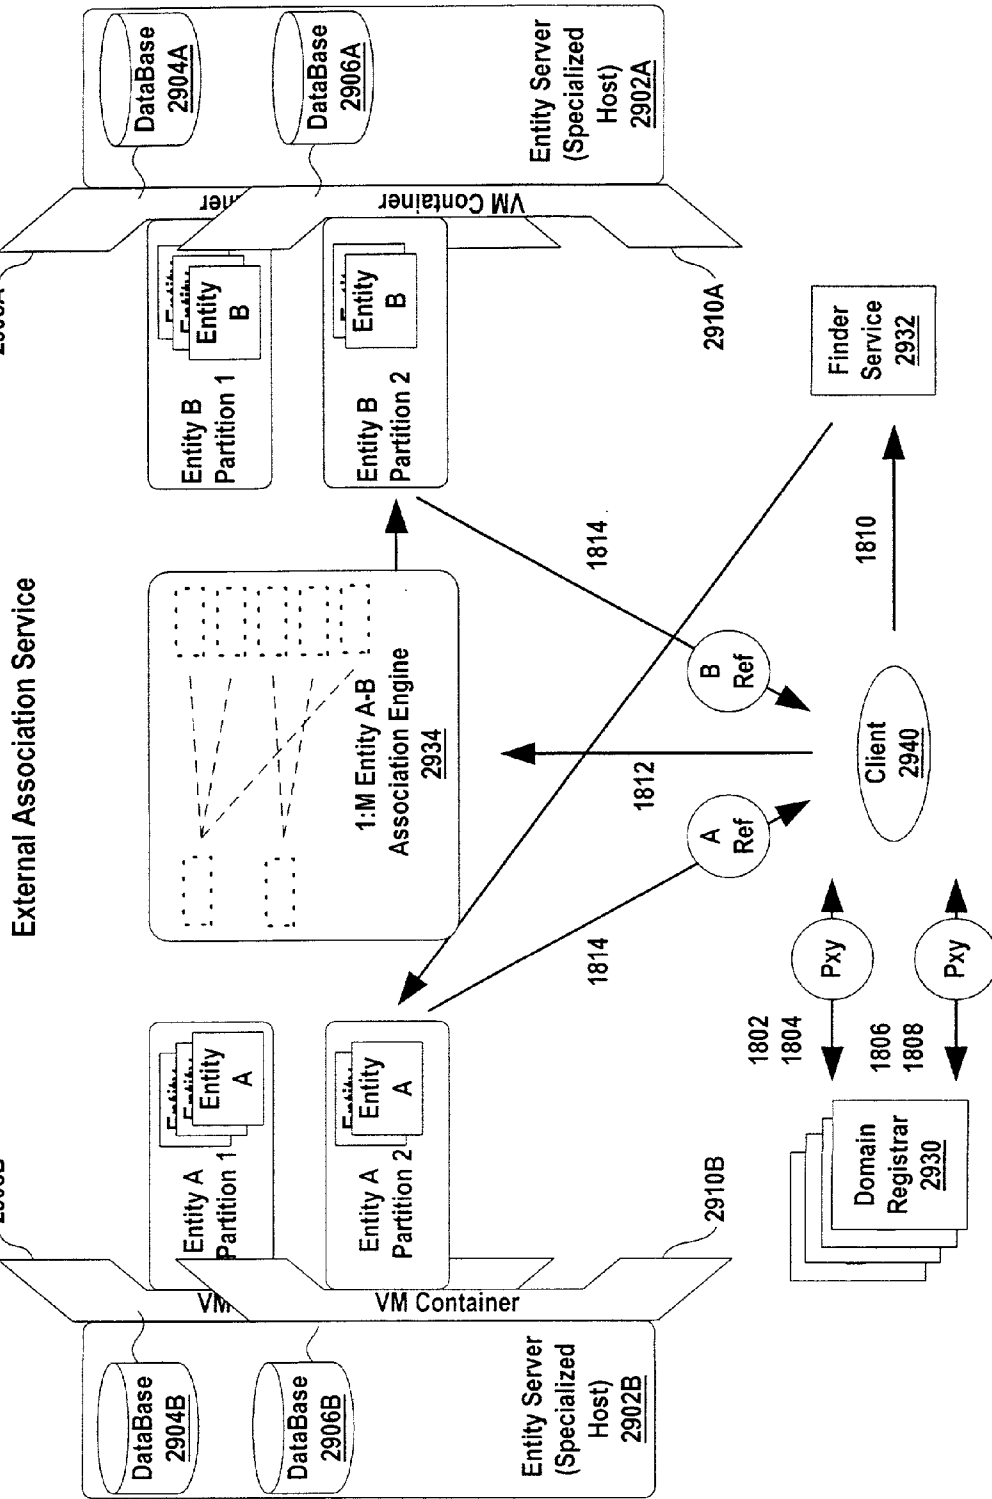 External Association Service
DataBase
2904B
DataBase
2906B
Entity Server
(Specialized
Host)
2902B
VM
VM Container
2910B
Entity A
Partition 1
Entity
A
Entity A
Partition 2
Entity
A
1:M Entity A-B
Association Engine
2934
Entity B
Partition 1
Entity
B
Entity B
Partition 2
Entity
B
VM Container
2910A
DataBase
2904A
DataBase
2906A
Entity Server
(Specialized
Host)
2902A
1814
A
Ref
1812
B
Ref
1814
Domain
Registrar
2930
1802
1804
Pxy
1806
1808
Pxy
Client
2940
1810
Finder
Service
2932